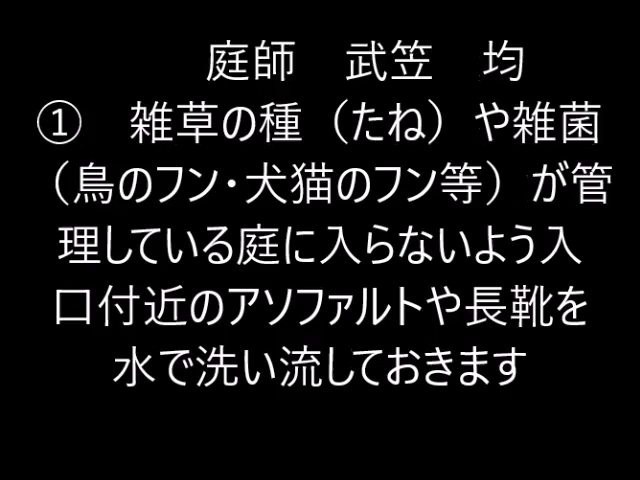 庭師　武笠　均
①　雑草の種（たね）や雑菌
（鳥のフン・犬猫のフン等）が管
理している庭に入らないよう入
口付近のアソファルトや長靴を
水で洗い流しておきます